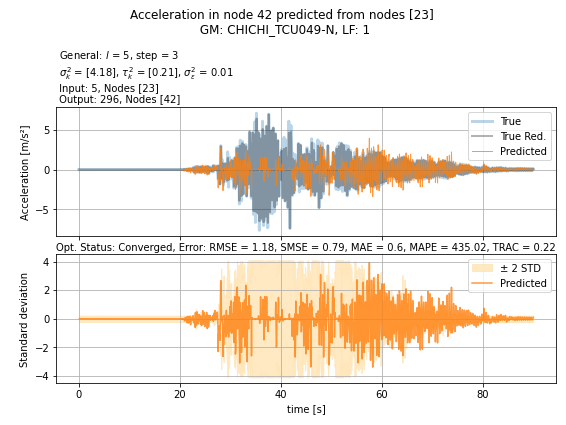 Acceleration in node 42 predicted from nodes [23]
GM: CHICHI_TCU049-N, LF: 1
General: l = 5, step = 3
σ²ₖ = [4.18], τ²ₖ = [0.21], σ²ε = 0.01
Input: 5, Nodes [23]
Output: 296, Nodes [42]
True
True Red.
Predicted
Acceleration [m/s²]
5
0
−5
Opt. Status: Converged, Error: RMSE = 1.18, SMSE = 0.79, MAE = 0.6, MAPE = 435.02, TRAC = 0.22
± 2 STD
Predicted
Standard deviation
4
2
0
−2
−4
0 20 40 60 80
time [s]